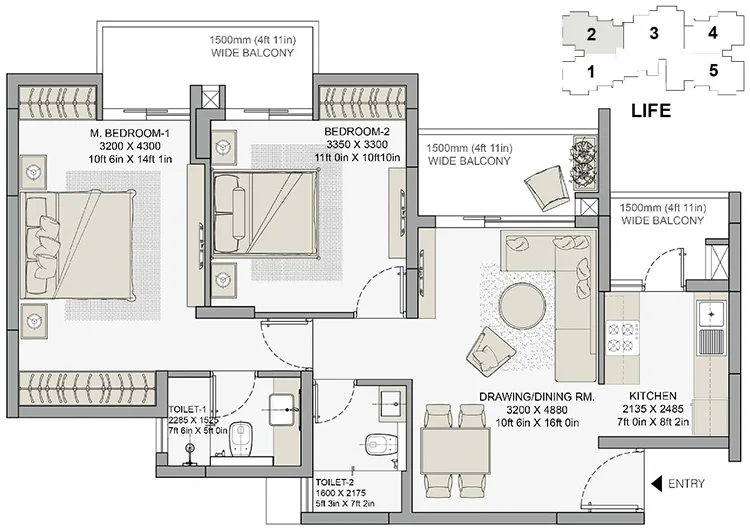 1500mm (4ft 11in)
WIDE BALCONY
2
3
4
1
5
LIFE
M. BEDROOM-1
3200 X 4300
10ft 6in X 14ft 1in
BEDROOM-2
3350 X 3300
11ft 0in X 10ft10in
1500mm (4ft 11in)
WIDE BALCONY
1500mm (4ft 11in)
WIDE BALCONY
DRAWING/DINING RM.
3200 X 4880
10ft 6in X 16ft 0in
KITCHEN
2135 X 2485
7ft 0in X 8ft 2in
TOILET-1
2285 X 1525
7ft 6in X 5ft 0in
TOILET-2
1600 X 2175
5ft 3in X 7ft 2in
ENTRY